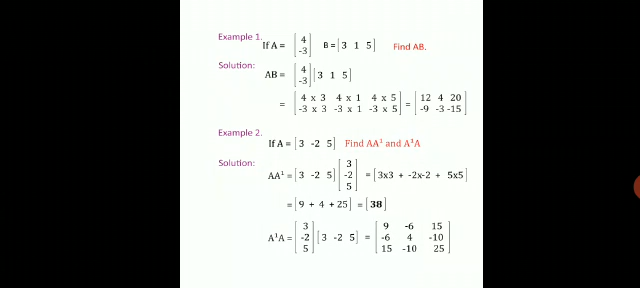 Example 1.
If A = [4 -3] B = [3 1 5] Find AB.
Solution:
AB = [4 -3] [3 1 5]
= [4 x 3 4 x 1 4 x 5 -3 x 3 -3 x 1 -3 x 5] = [12 4 20 -9 -3 -15]
Example 2.
If A = [3 -2 5] Find AA¹ and A¹A
Solution:
AA¹ = [3 -2 5] [3 -2 5] = [3x3 + -2x-2 + 5x5]
= [9 + 4 + 25] = [38]
A¹A = [3 -2 5] [3 -2 5] = [9 -6 15 -6 4 -10 15 -10 25]